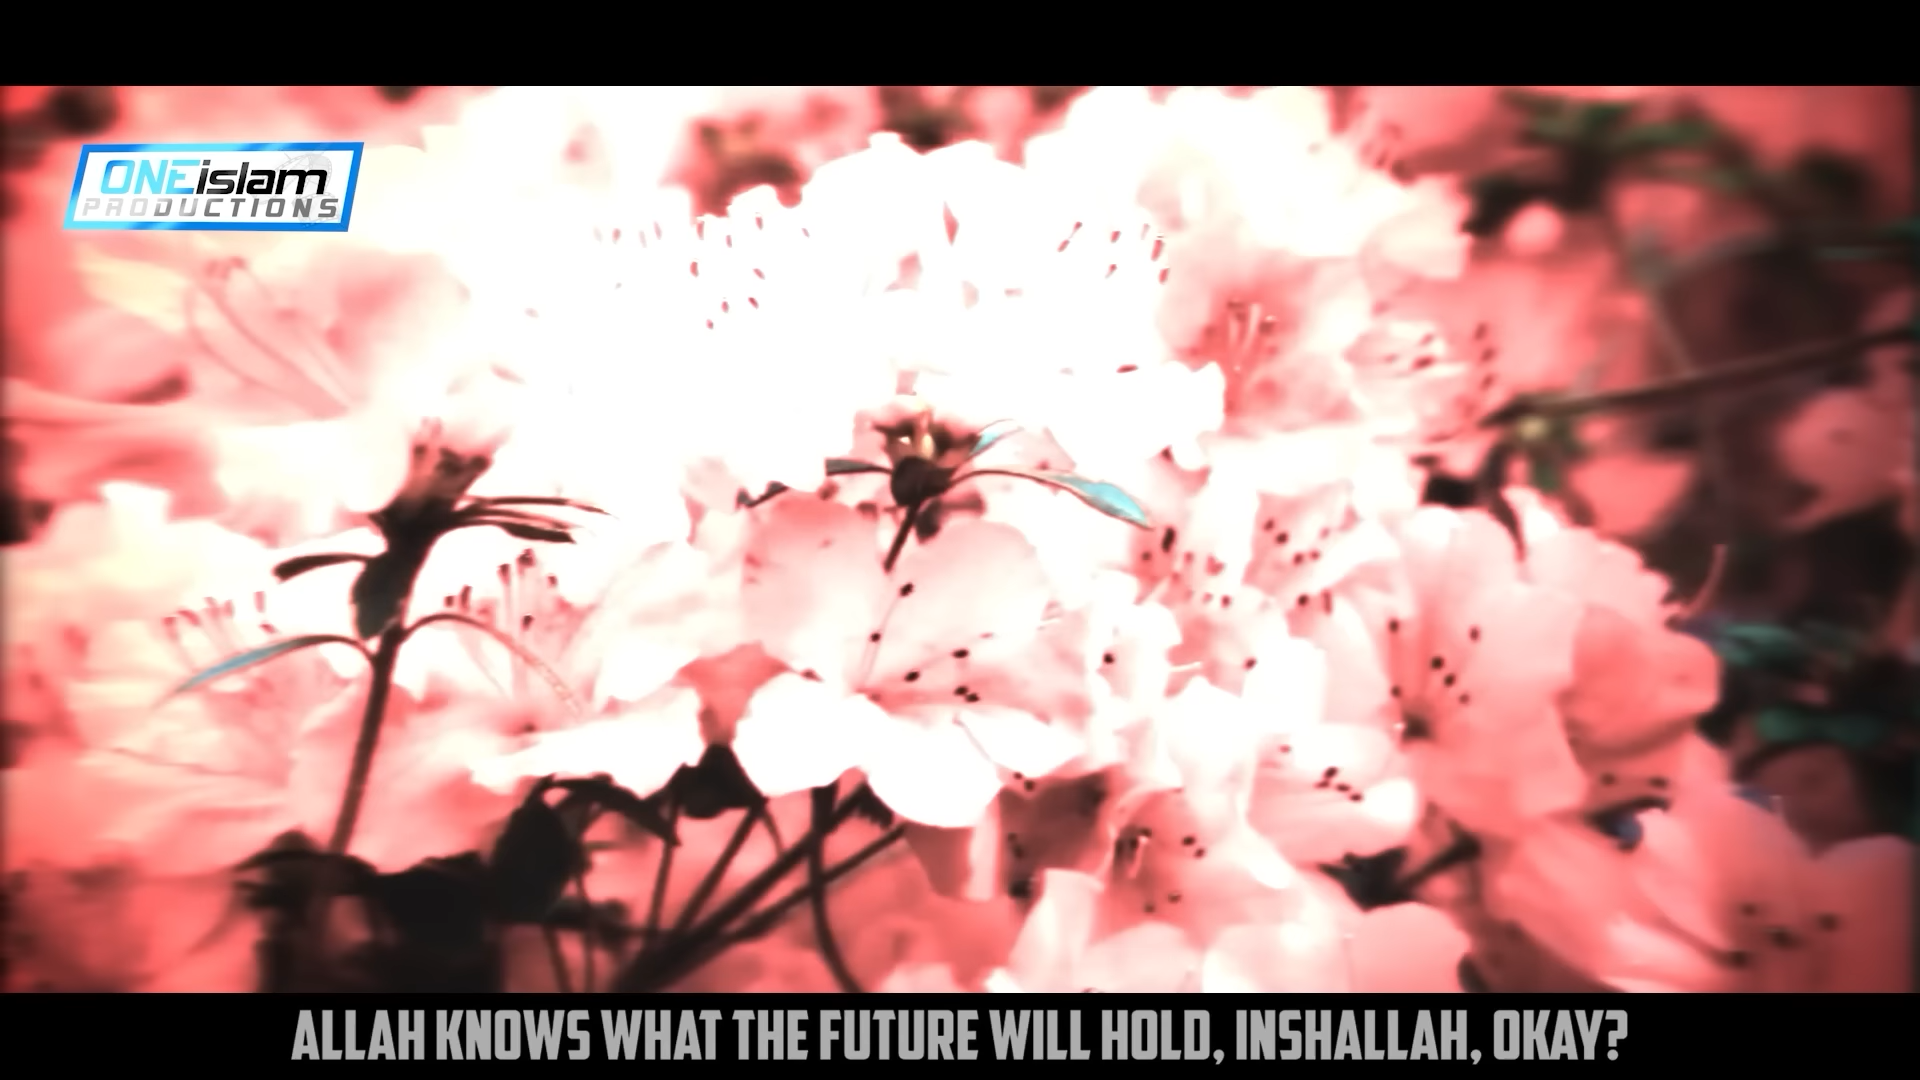 ONEislam
PRODUCTIONS
ALLAH KNOWS WHAT THE FUTURE WILL HOLD, INSHALLAH, OKAY?